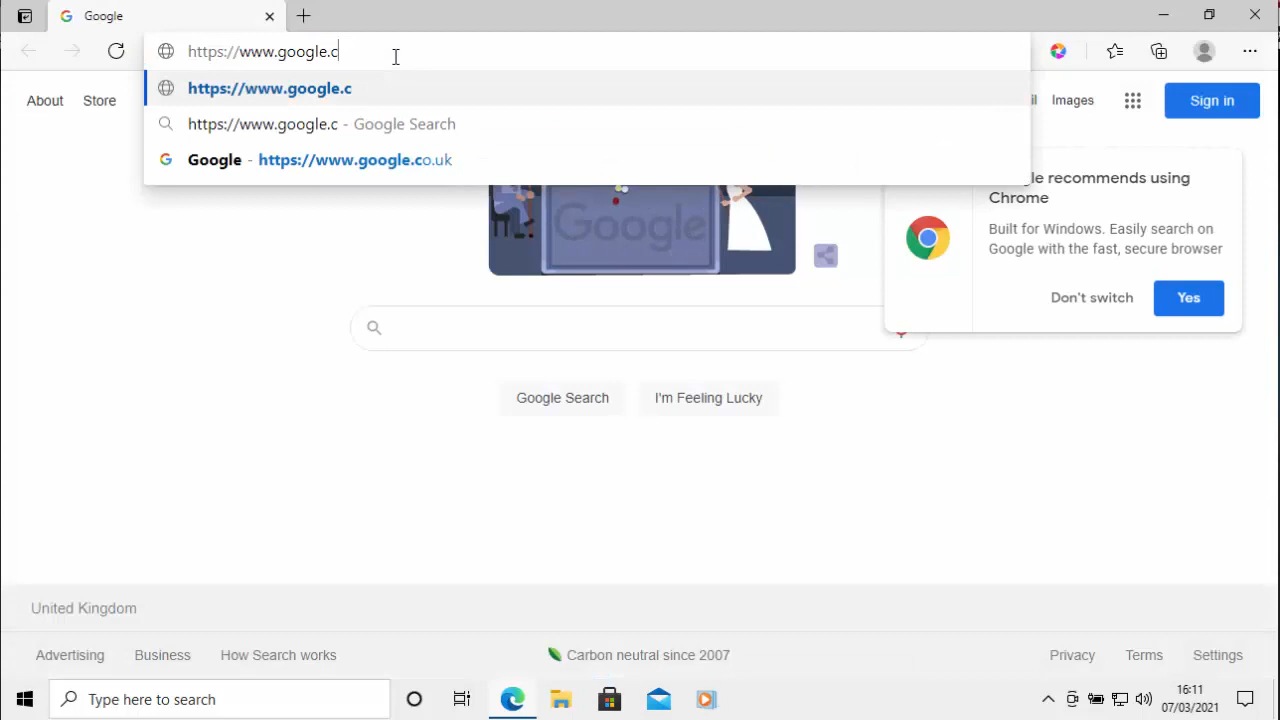 Google
https://www.google.c
https://www.google.c
https://www.google.c - Google Search
Google - https://www.google.co.uk
About Store
Images
Sign in
Google
recommends using
Chrome
Built for Windows. Easily search on
Google with the fast, secure browser
Don't switch Yes
Google Search I'm Feeling Lucky
United Kingdom
Advertising Business How Search works Carbon neutral since 2007 Privacy Terms Settings
Type here to search
16:11
07/03/2021